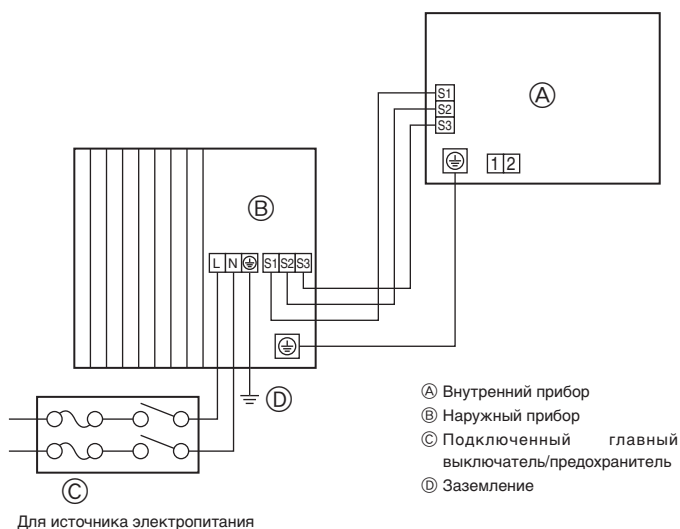 S1
S2
S3
Ⓐ
1 2
Ⓑ
L N S1 S2 S3
Ⓓ
Ⓒ
Для источника электропитания
Ⓐ Внутренний прибор
Ⓑ Наружный прибор
Ⓒ Подключенный главный
выключатель/предохранитель
Ⓓ Заземление